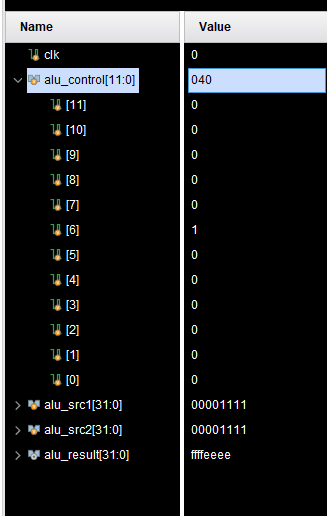 Name Value
clk 0
alu_control[11:0] 040
[11] 0
[10] 0
[9] 0
[8] 0
[7] 0
[6] 1
[5] 0
[4] 0
[3] 0
[2] 0
[1] 0
[0] 0
alu_src1[31:0] 00001111
alu_src2[31:0] 00001111
alu_result[31:0] ffffeeee